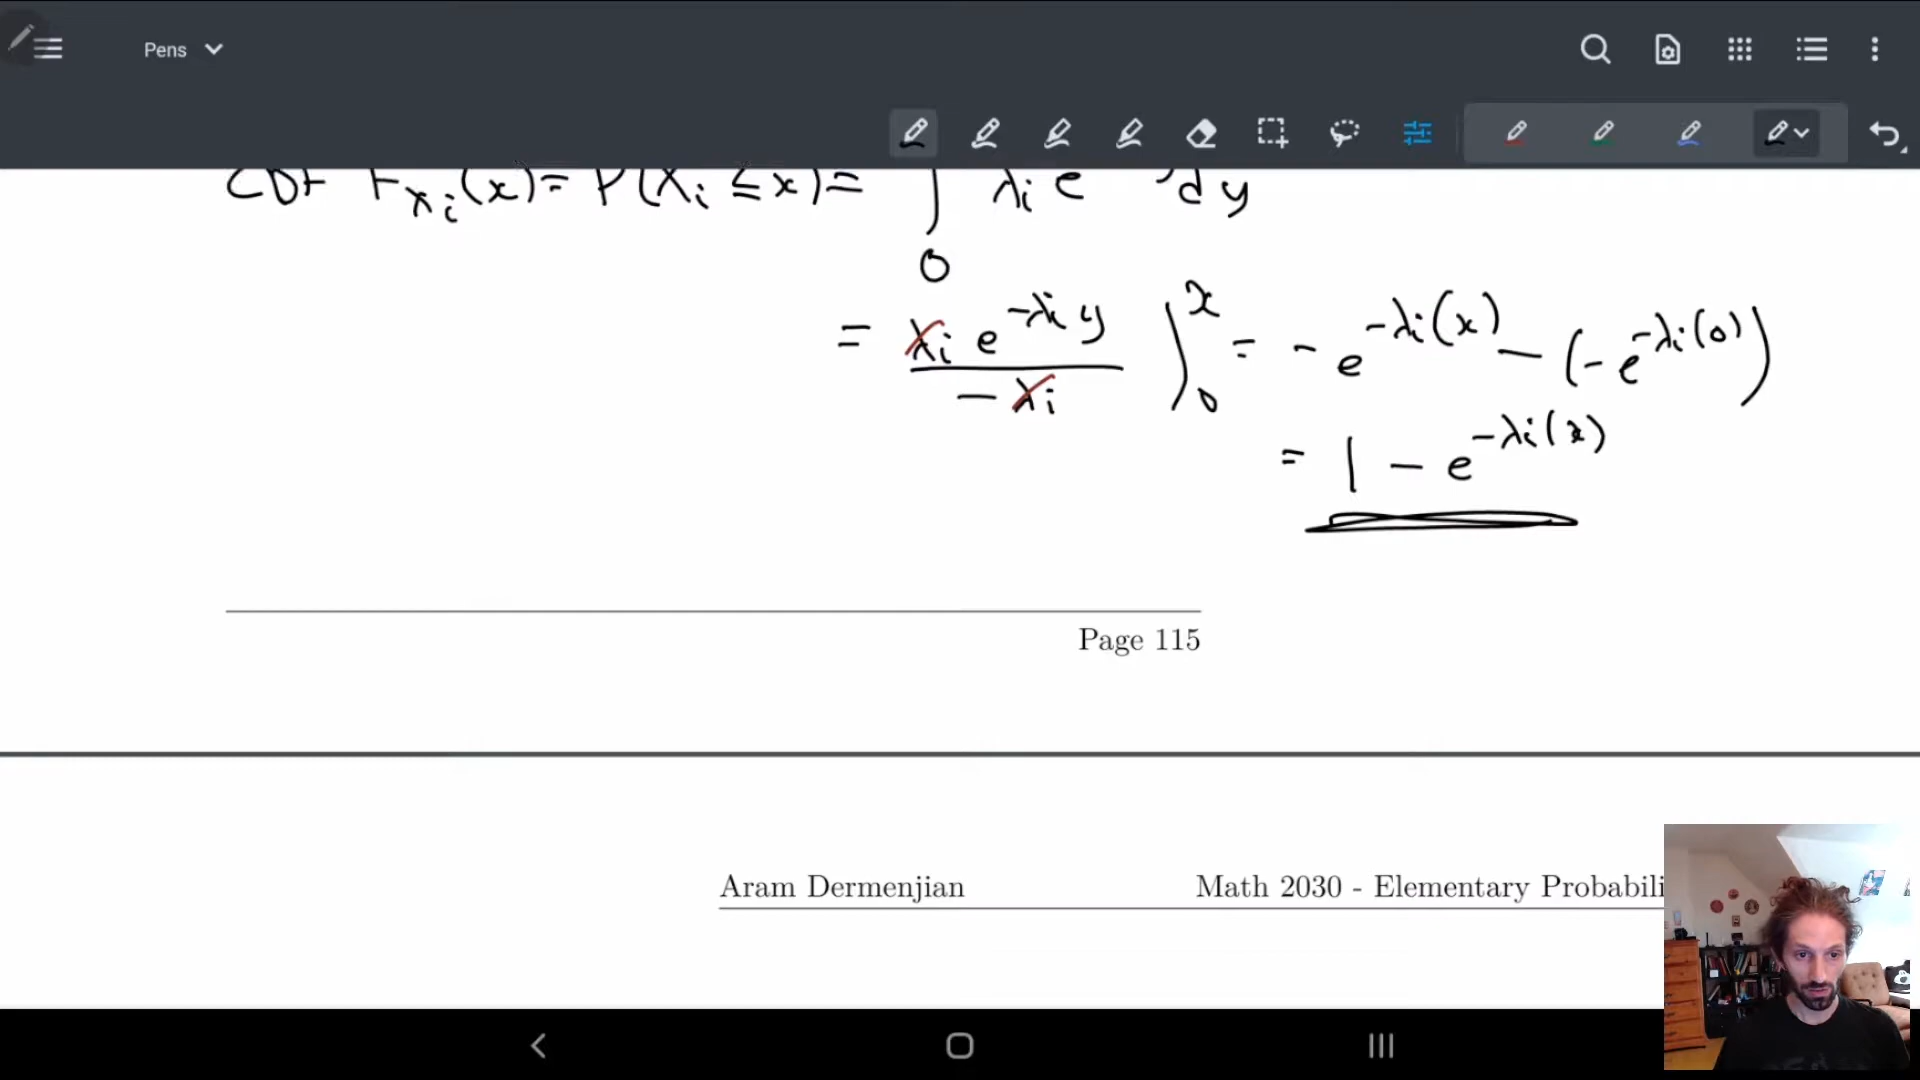 Pens
CDF F_{X_i}(x) = P(X_i ≤ x) = ∫_0 λ_i e dy
= λ_i e^{-λ_i y} / -λ_i |_0^x = -e^{-λ_i(x)} - (-e^{-λ_i(0)})
= 1 - e^{-λ_i(x)}
Page 115
Aram Dermenjian Math 2030 - Elementary Probabili